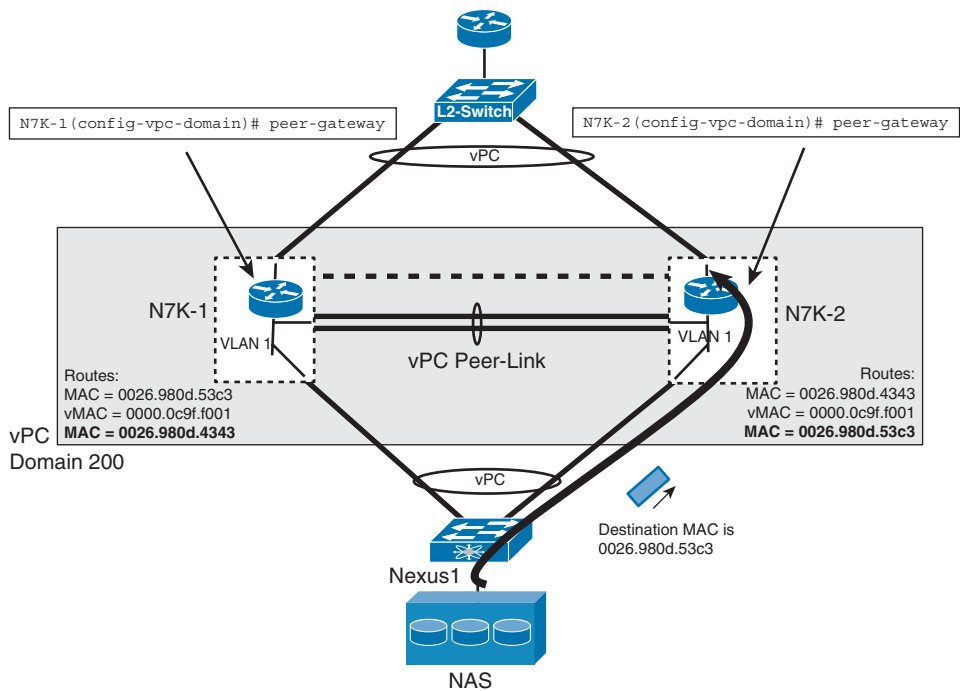 L2-Switch
N7K-1(config-vpc-domain)# peer-gateway
N7K-2(config-vpc-domain)# peer-gateway
vPC
N7K-1
N7K-2
VLAN 1
VLAN 1
vPC Peer-Link
Routes:
MAC = 0026.980d.53c3
vMAC = 0000.0c9f.f001
MAC = 0026.980d.4343
Routes:
MAC = 0026.980d.4343
vMAC = 0000.0c9f.f001
MAC = 0026.980d.53c3
vPC
Domain 200
vPC
Destination MAC is
0026.980d.53c3
Nexus1
NAS